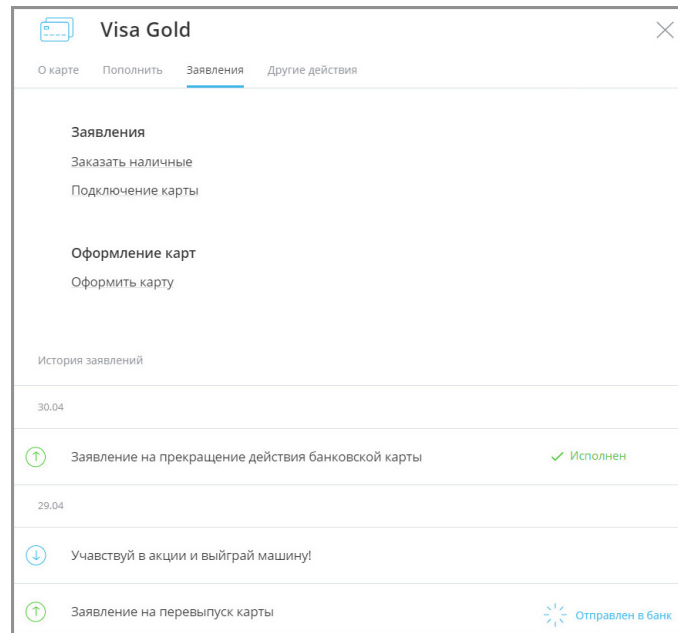 Visa Gold
О карте Пополнить Заявления Другие действия
Заявления
Заказать наличные
Подключение карты
Оформление карт
Оформить карту
История заявлений
30.04
Заявление на прекращение действия банковской карты Исполнен
29.04
Учавствуй в акции и выйграй машину!
Заявление на перевыпуск карты Отправлен в банк